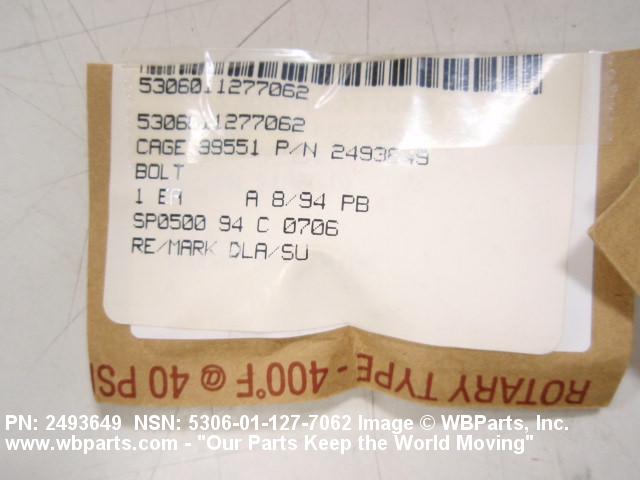 5306011277062
5306011277062
CAGE 99551 P/N 2493649
BOLT
1 EA A 8/94 PB
SP0500 94 C 0706
RE/MARK DLA/SU
ROTARY TYPE - 400°F @ 40 PSI
PN: 2493649 NSN: 5306-01-127-7062 Image © WBParts, Inc.
www.wbparts.com - "Our Parts Keep the World Moving"